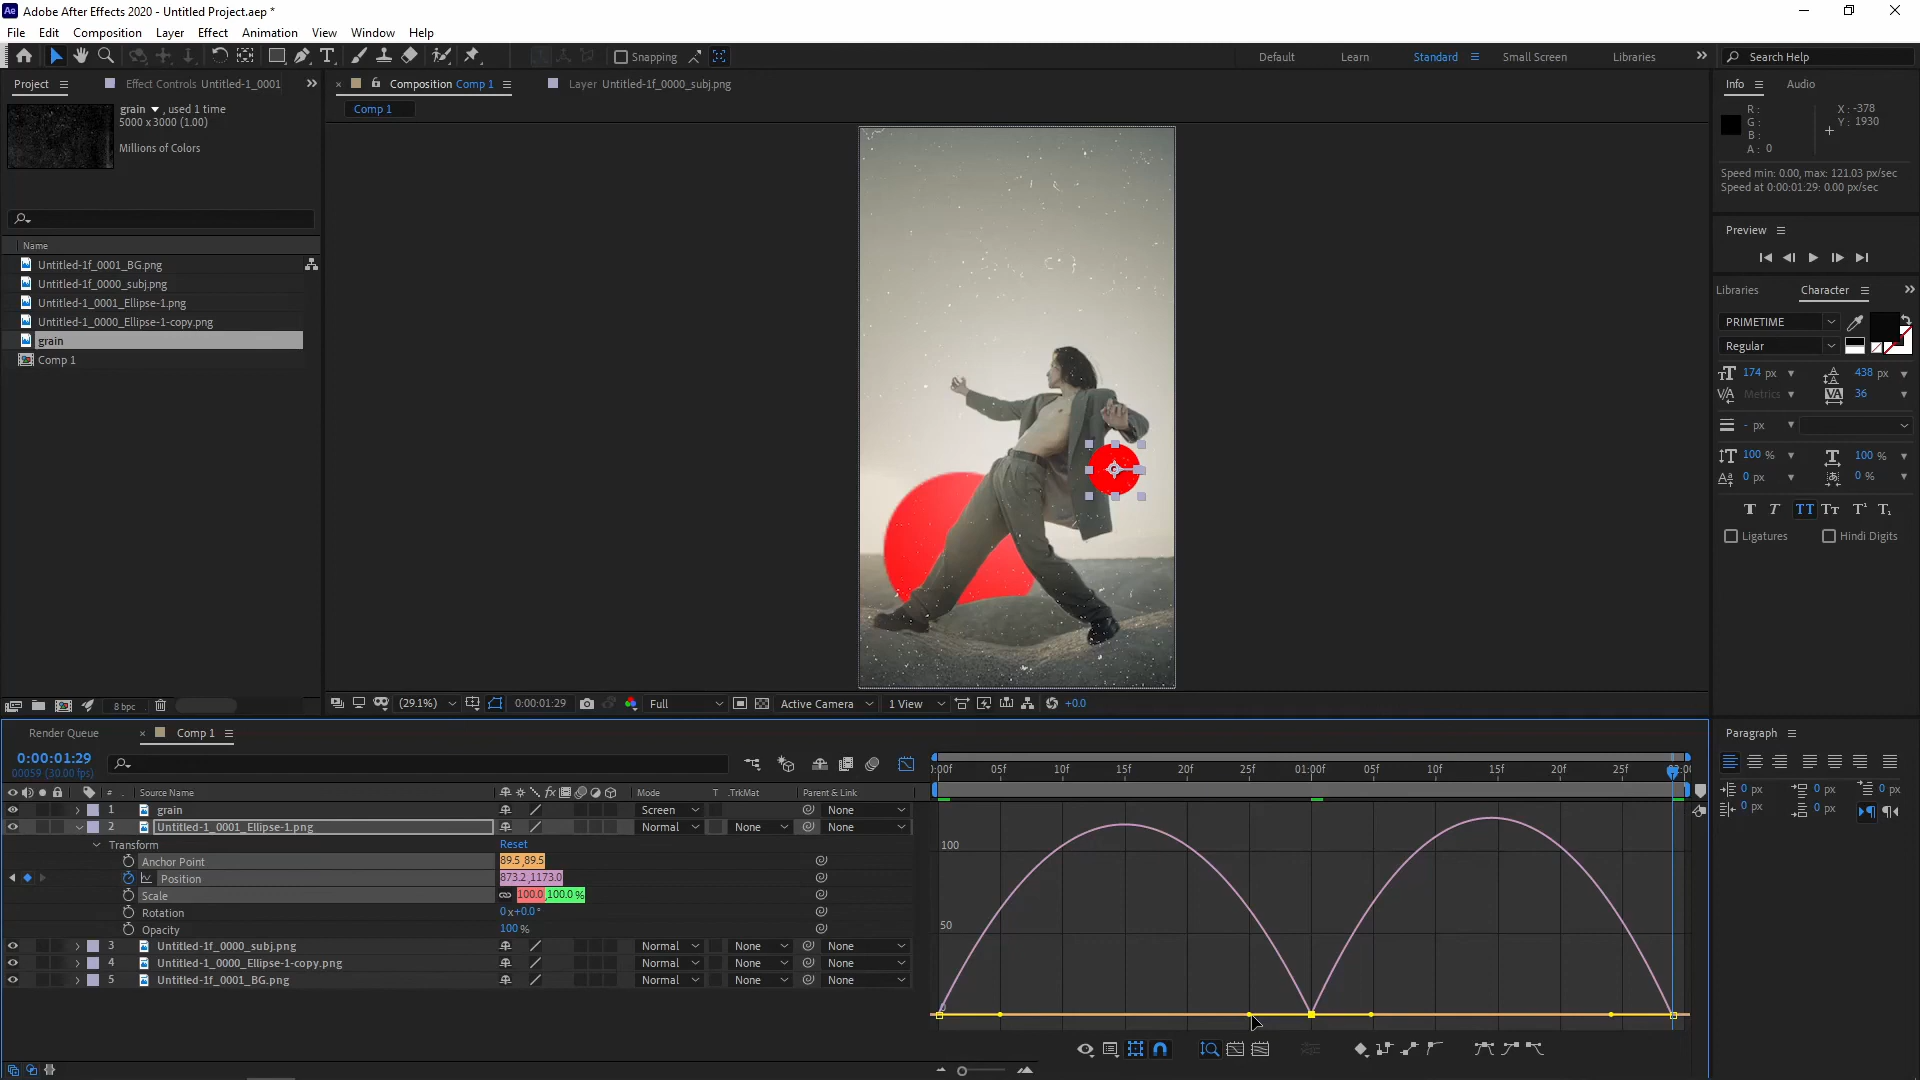 Adobe After Effects 2020 - Untitled Project.aep *
File Edit Composition Layer Effect Animation View Window Help
Snapping
Default Learn Standard Small Screen Libraries
Search Help
Project
Effect Controls Untitled-1_0001
Composition Comp 1
Layer Untitled-1f_0000_subj.png
Comp 1
grain , used 1 time
5000 x 3000 (1.00)
Millions of Colors
Name
Untitled-1f_0001_BG.png
Untitled-1f_0000_subj.png
Untitled-1_0001_Ellipse-1.png
Untitled-1_0000_Ellipse-1-copy.png
grain
Comp 1
8 bpc
(29.1%) 0:00:01:29 Full Active Camera 1 View +0.0
Info Audio
R :
G :
B :
A : 0
X : -378
Y : 1930
Speed min: 0.00, max: 121.03 px/sec
Speed at 0:00:01:29: 0.00 px/sec
Preview
Libraries Character
PRIMETIME
Regular
174 px 438 px
Metrics 36
- px
100 % 100 %
0 px 0 %
Ligatures Hindi Digits
Paragraph
0 px 0 px 0 px
0 px 0 px
Render Queue Comp 1
0:00:01:29
00059 (30.00 fps)
# Source Name Mode T .TrkMat Parent & Link
1 grain Screen None
2 Untitled-1_0001_Ellipse-1.png Normal None None
Transform Reset
Anchor Point 89.5,89.5
Position 873.2,1173.0
Scale 100.0,100.0 %
Rotation 0 x+0.0 °
Opacity 100 %
3 Untitled-1f_0000_subj.png Normal None None
4 Untitled-1_0000_Ellipse-1-copy.png Normal None None
5 Untitled-1f_0001_BG.png Normal None None
0:00f 05f 10f 15f 20f 25f 01:00f 05f 10f 15f 20f 25f
100
50
0